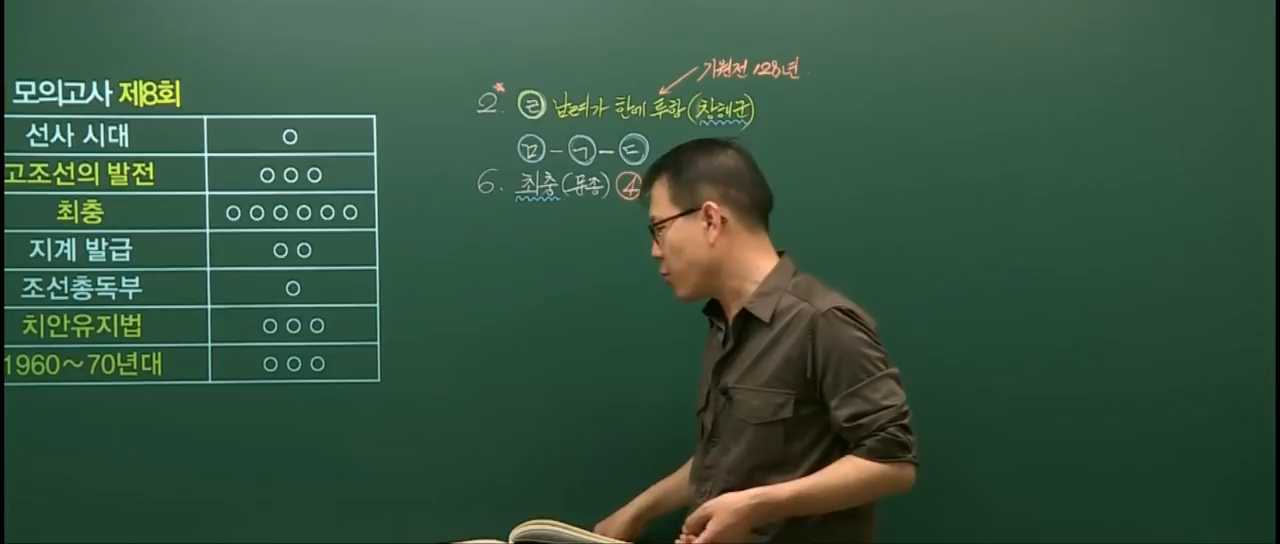 모의고사 제8회
선사 시대 ○
고조선의 발전 ○○○
최충 ○○○○○○
지계 발급 ○○
조선총독부 ○
치안유지법 ○○○
1960~70년대 ○○○
기원전 128년
2. ㉣ 남려가 한에 투항(창해군)
㉤-㉠-㉢
6. 최충(문종) ④